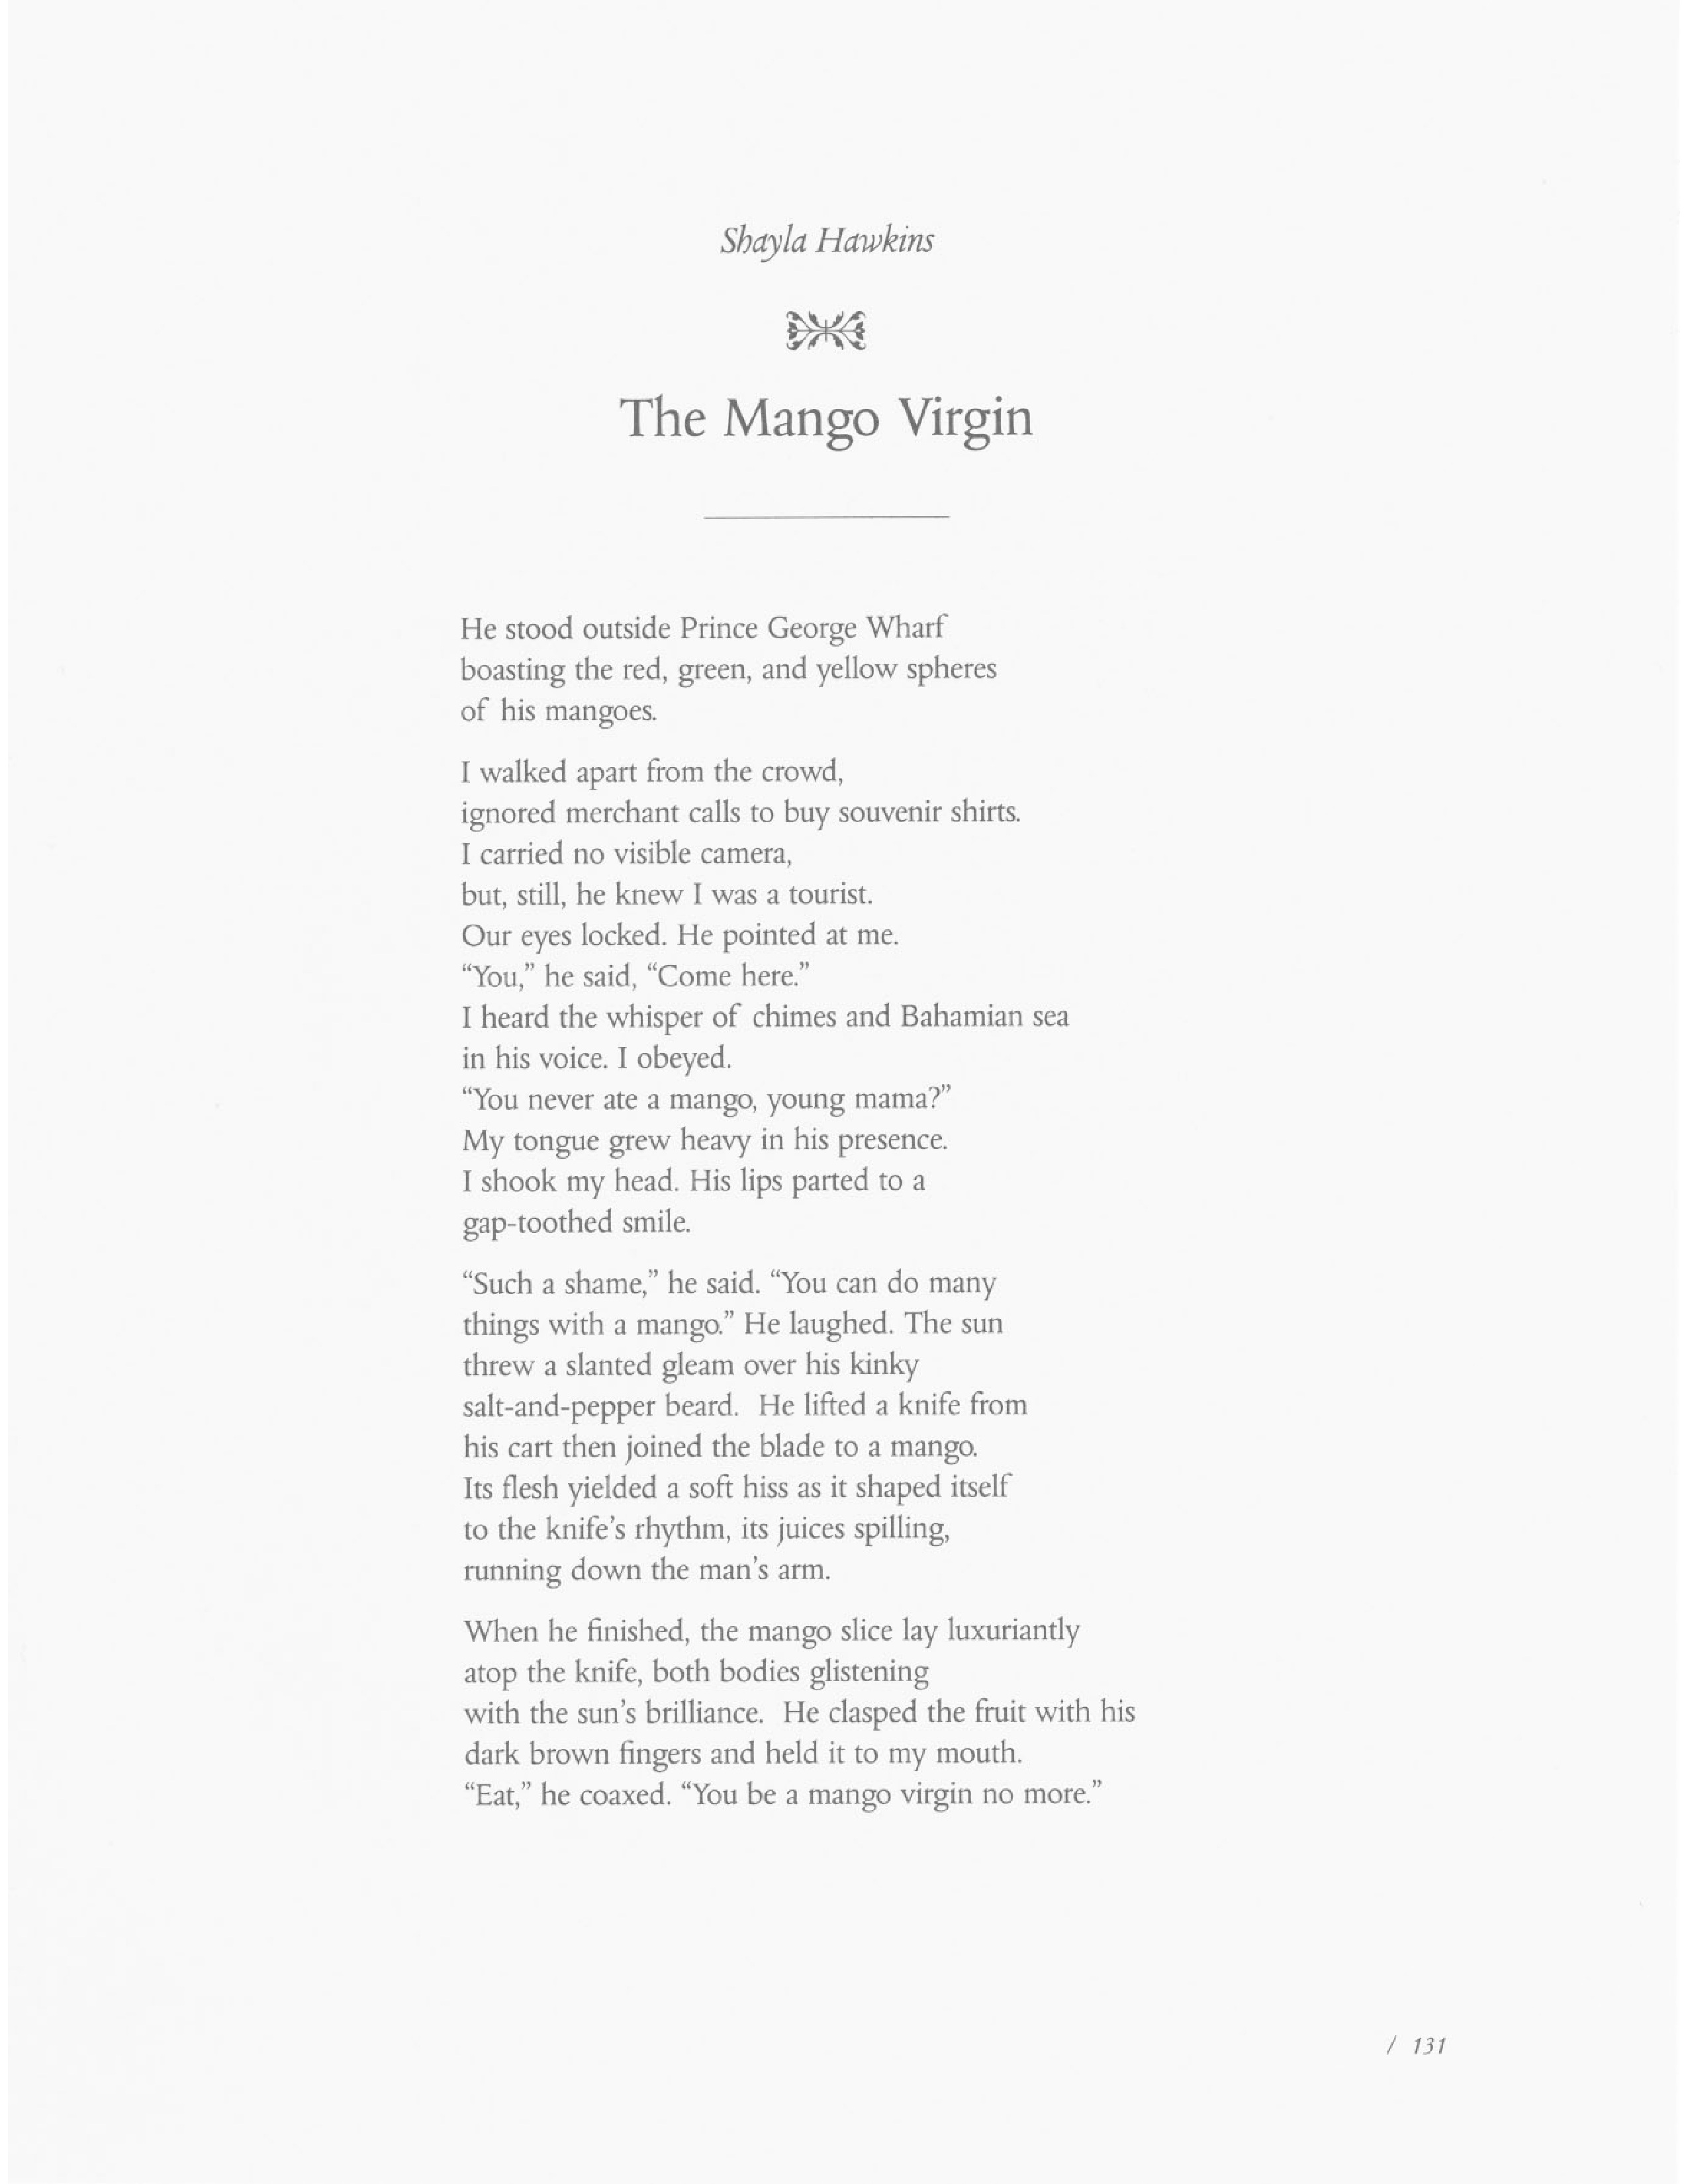 Shayla Hawkins
The Mango Virgin
He stood outside Prince George Wharf
boasting the red, green, and yellow spheres
of his mangoes.
I walked apart from the crowd,
ignored merchant calls to buy souvenir shirts.
I carried no visible camera,
but, still, he knew I was a tourist.
Our eyes locked. He pointed at me.
“You,” he said, “Come here.”
I heard the whisper of chimes and Bahamian sea
in his voice. I obeyed.
“You never ate a mango, young mama?”
My tongue grew heavy in his presence.
I shook my head. His lips parted to a
gap-toothed smile.
“Such a shame,” he said. “You can do many
things with a mango.” He laughed. The sun
threw a slanted gleam over his kinky
salt-and-pepper beard.  He lifted a knife from
his cart then joined the blade to a mango.
Its flesh yielded a soft hiss as it shaped itself
to the knife’s rhythm, its juices spilling,
running down the man’s arm.
When he finished, the mango slice lay luxuriantly
atop the knife, both bodies glistening
with the sun’s brilliance.  He clasped the fruit with his
dark brown fingers and held it to my mouth.
“Eat,” he coaxed. “You be a mango virgin no more.”
/ 131